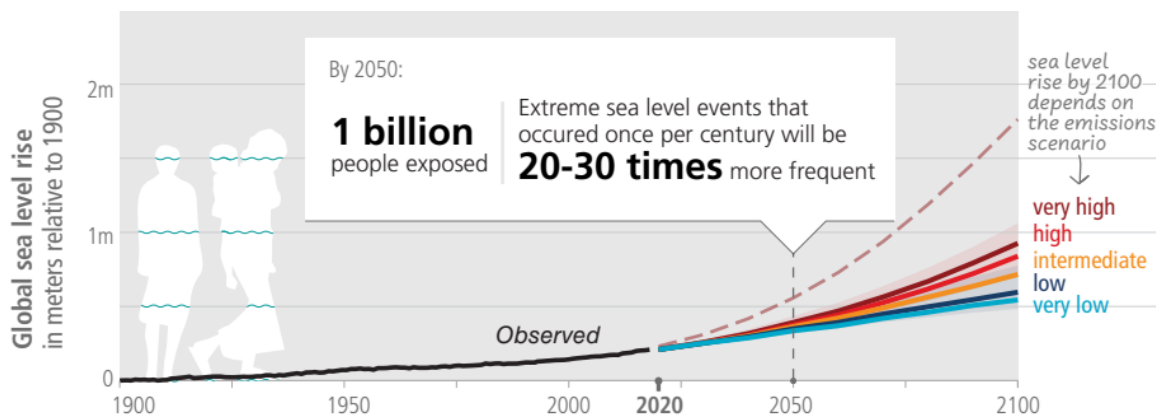 Global sea level rise
in meters relative to 1900
2m
1m
0
By 2050:
1 billion
people exposed
Extreme sea level events that
occured once per century will be
20-30 times more frequent
Observed
sea level
rise by 2100
depends on
the emissions
scenario
very high
high
intermediate
low
very low
1900
1950
2000
2020
2050
2100